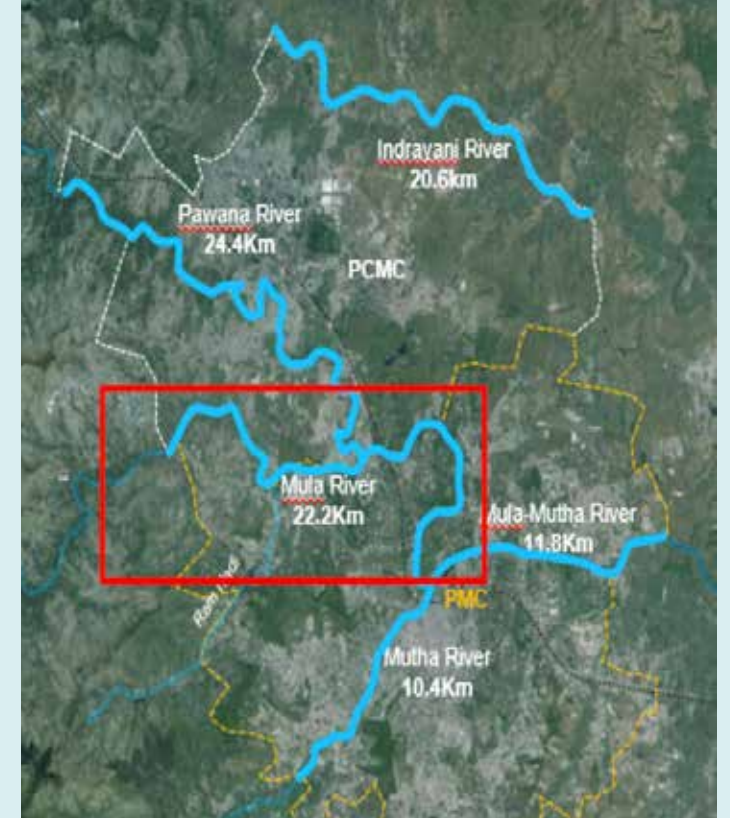 Indrayani River
20.6km
Pawana River
24.4Km
PCMC
Mula River
22.2Km
Mula-Mutha River
11.8Km
Ram Nadi
PMC
Mutha River
10.4Km